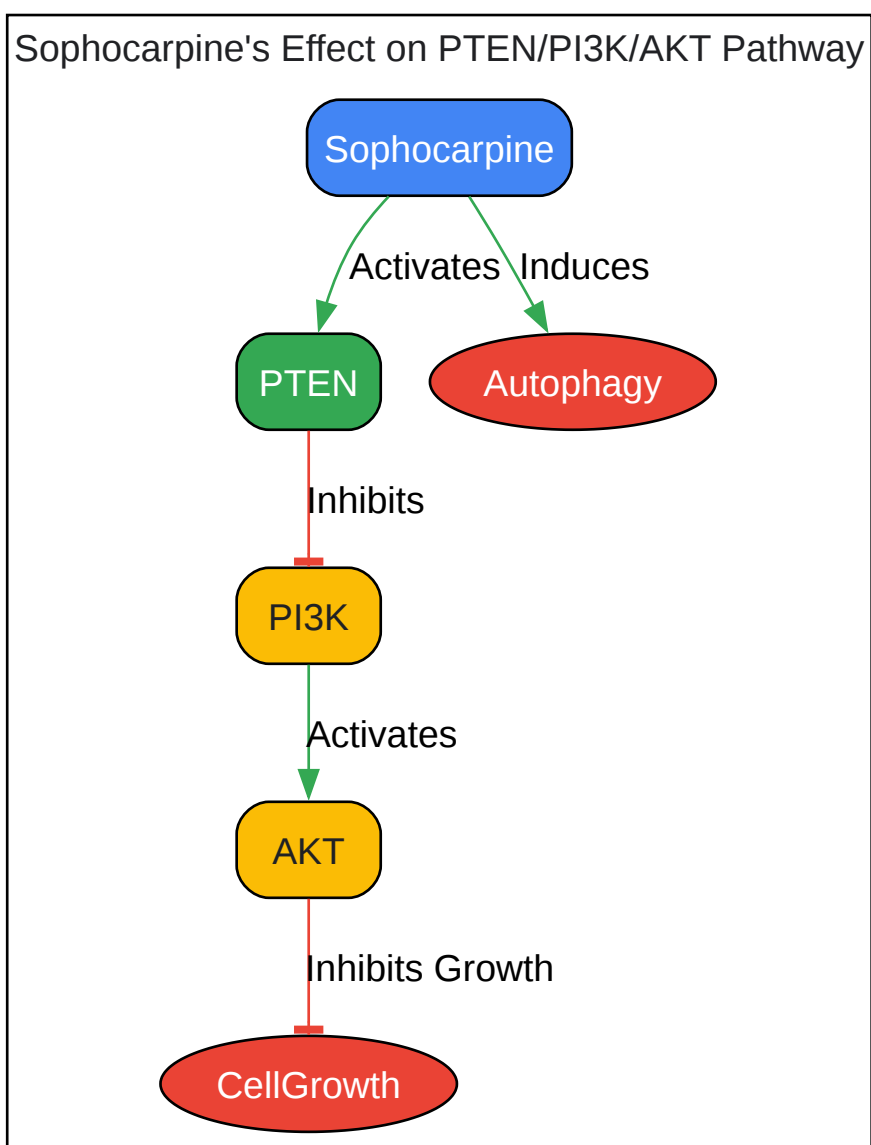 Sophocarpine's Effect on PTEN/PI3K/AKT Pathway
Sophocarpine
Activates
Induces
PTEN
Autophagy
Inhibits
PI3K
Activates
AKT
Inhibits Growth
CellGrowth